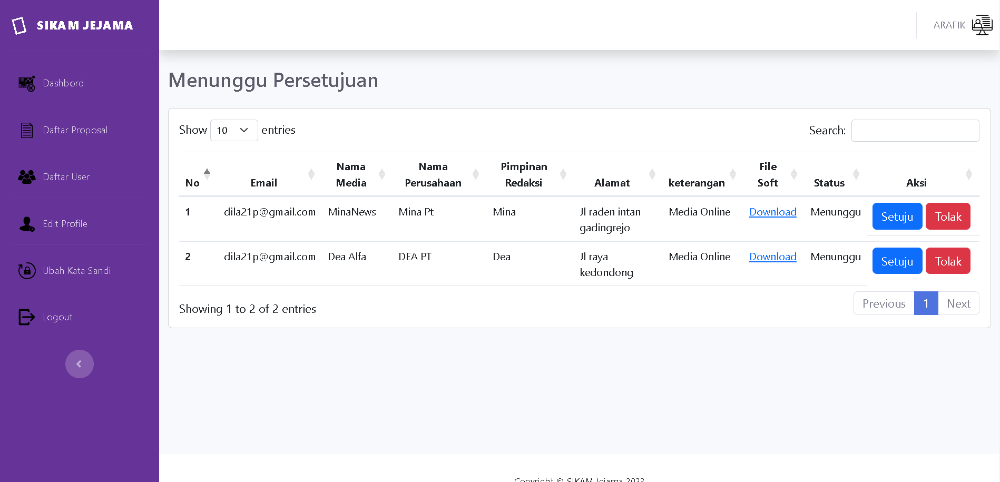 SIKAM JEJAMA
ARAFIK
Dashbord
Daftar Proposal
Daftar User
Edit Profile
Ubah Kata Sandi
Logout
Menunggu Persetujuan
Show 10 entries
Search:
No Email Nama Media Nama Perusahaan Pimpinan Redaksi Alamat keterangan File Soft Status Aksi
1 dila21p@gmail.com MinaNews Mina Pt Mina Jl raden intan gadingrejo Media Online Download Menunggu Setuju Tolak
2 dila21p@gmail.com Dea Alfa DEA PT Dea Jl raya kedondong Media Online Download Menunggu Setuju Tolak
Showing 1 to 2 of 2 entries
Previous 1 Next
Copyright © SIKAM Jejama 2023